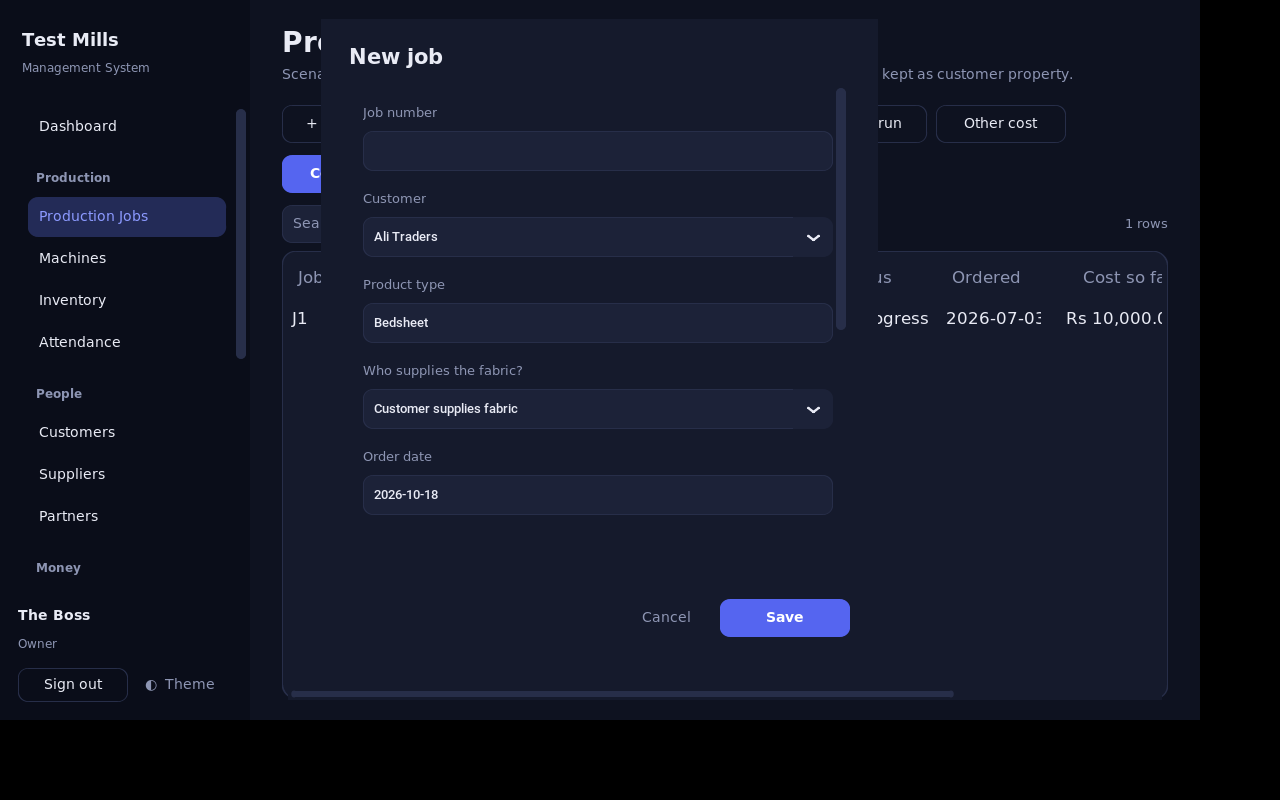 Test Mills
Management System
Dashboard
Production
Production Jobs
Machines
Inventory
Attendance
People
Customers
Suppliers
Partners
Money
The Boss
Owner
Sign out
Theme
kept as customer property.
+
run
Other cost
1 rows
Job
Ordered
Cost so fa
J1
2026-07-03
Rs 10,000.0
New job
Job number
Customer
Ali Traders
Product type
Bedsheet
Who supplies the fabric?
Customer supplies fabric
Order date
2026-10-18
Cancel
Save